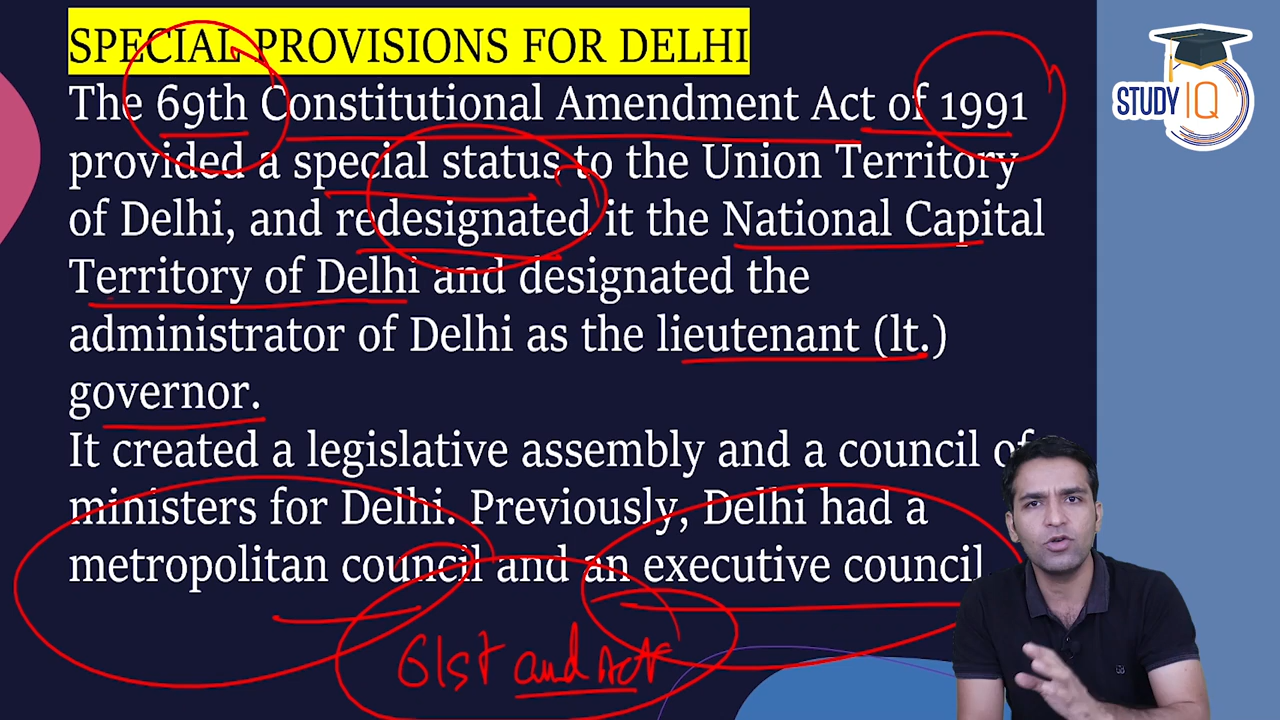 SPECIAL PROVISIONS FOR DELHI
The 69th Constitutional Amendment Act of 1991
provided a special status to the Union Territory
of Delhi, and redesignated it the National Capital
Territory of Delhi and designated the
administrator of Delhi as the lieutenant (lt.)
governor.
It created a legislative assembly and a council of
ministers for Delhi. Previously, Delhi had a
metropolitan council and an executive council
61st amd Act
STUDY IQ